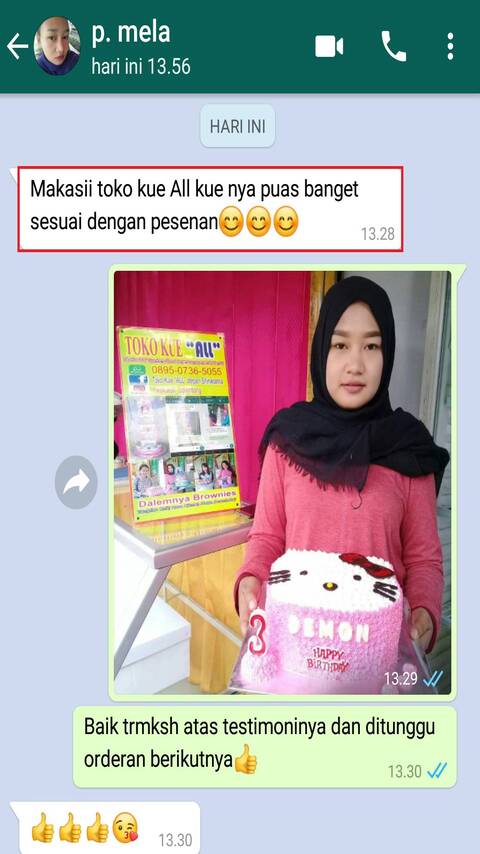 p. mela
hari ini 13.56
HARI INI
Makasii toko kue All kue nya puas banget
sesuai dengan pesenan😊😊😊
13.28
TOKO KUE "ALL"
0895-0736-5055
Dalemnya Brownies
3
DEMON
HAPPY
BIRTHDAY
13.29
Baik trmksh atas testimoninya dan ditunggu
orderan berikutnya👍
13.30
👍👍👍😘
13.30